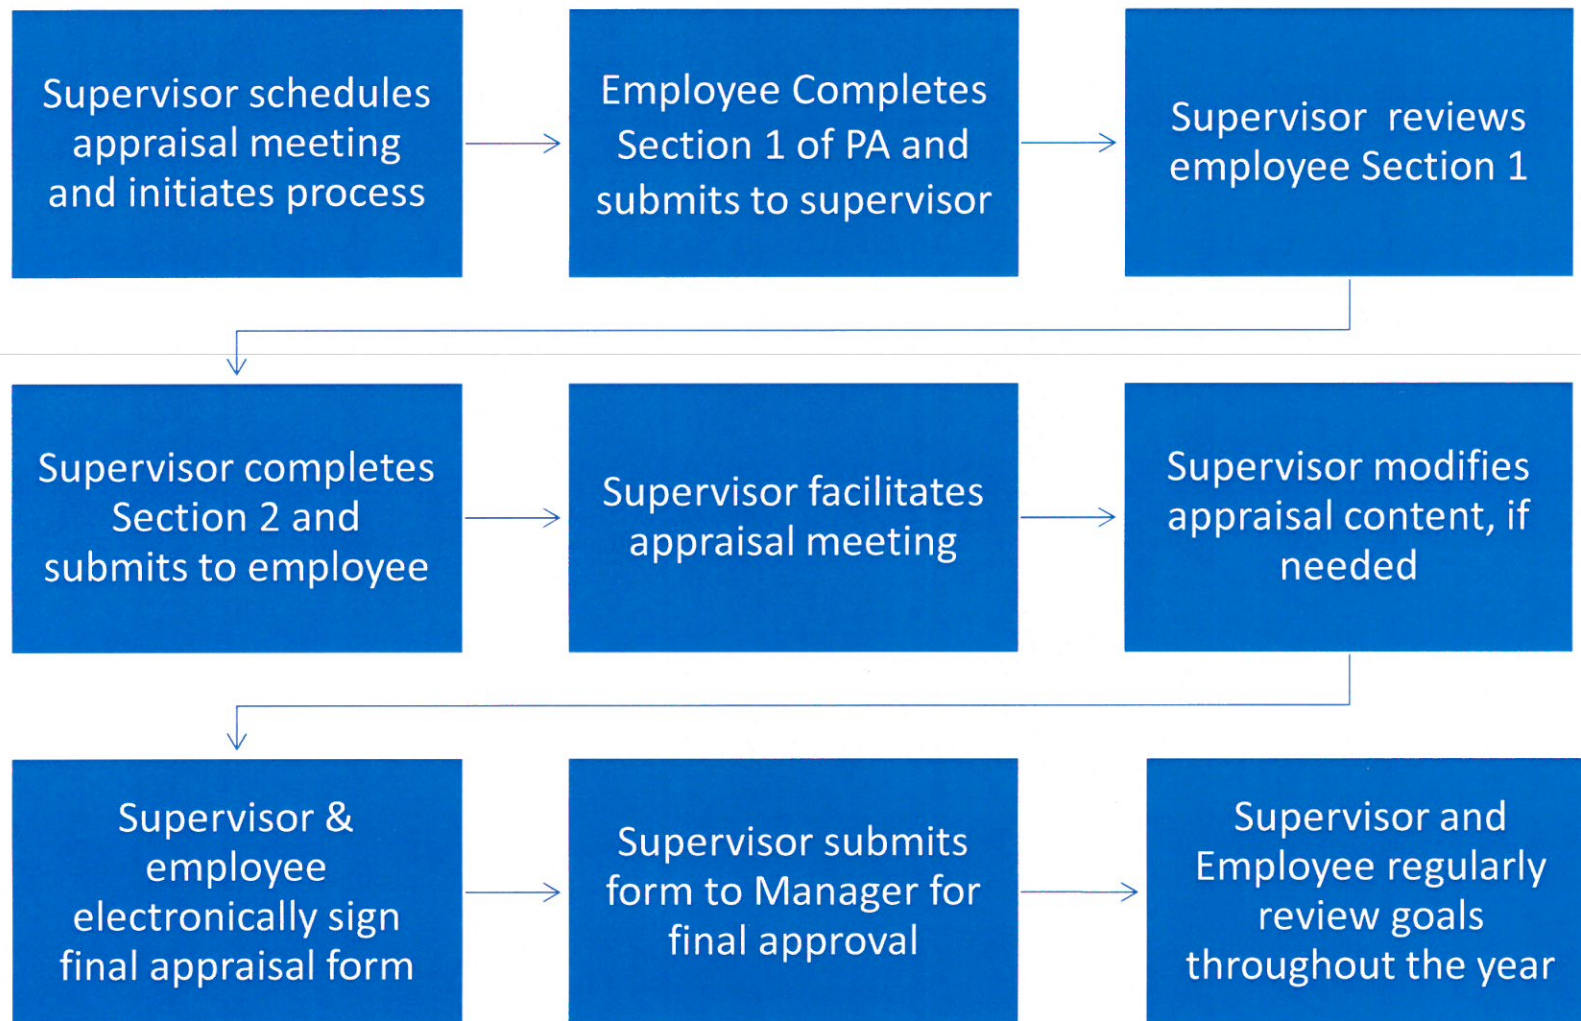 Supervisor schedules
appraisal meeting
and initiates process
Employee Completes
Section 1 of PA and
submits to supervisor
Supervisor reviews
employee Section 1
Supervisor completes
Section 2 and
submits to employee
Supervisor facilitates
appraisal meeting
Supervisor modifies
appraisal content, if
needed
Supervisor &
employee
electronically sign
final appraisal form
Supervisor submits
form to Manager for
final approval
Supervisor and
Employee regularly
review goals
throughout the year